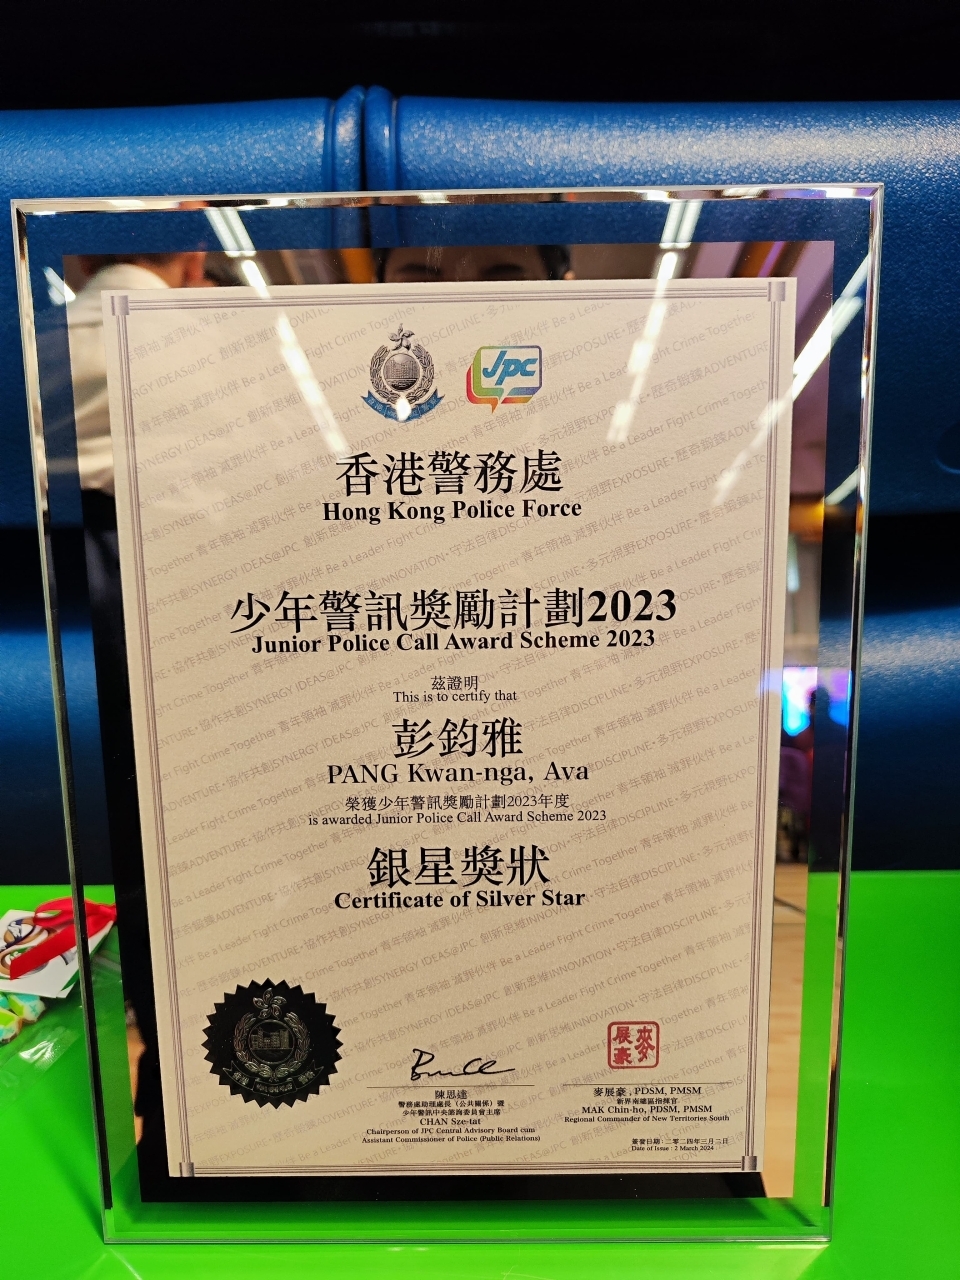 Jpc
香港警務處
Hong Kong Police Force
少年警訊獎勵計劃2023
Junior Police Call Award Scheme 2023
茲證明
This is to certify that
彭鈞雅
PANG Kwan-nga, Ava
榮獲少年警訊獎勵計劃2023年度
is awarded Junior Police Call Award Scheme 2023
銀星獎狀
Certificate of Silver Star
陳思達
警務處助理處長（公共關係）暨
少年警訊中央諮詢委員會主席
CHAN Sze-tat
Chairperson of JPC Central Advisory Board cum
Assistant Commissioner of Police (Public Relations)
麥展豪
麥展豪 , PDSM, PMSM
新界南總區指揮官
MAK Chin-ho, PDSM, PMSM
Regional Commander of New Territories South
簽發日期 : 二零二四年三月二日
Date of Issue : 2 March 2024